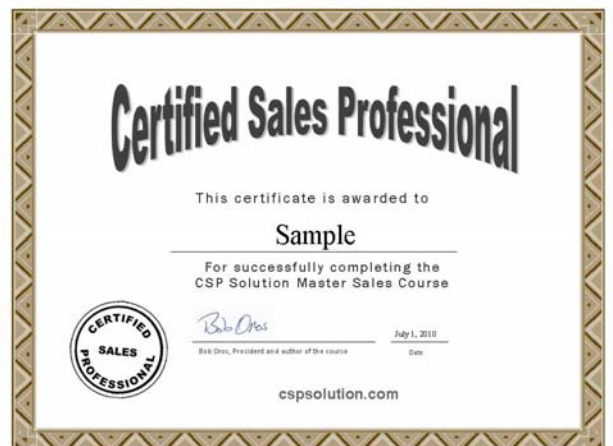 Certified Sales Professional
This certificate is awarded to
Sample
For successfully completing the
CSP Solution Master Sales Course
Bob Oros
July 1, 2010
Bob Oros, President and author of the course
Date
CERTIFIED
SALES
PROFESSIONAL
cspsolution.com